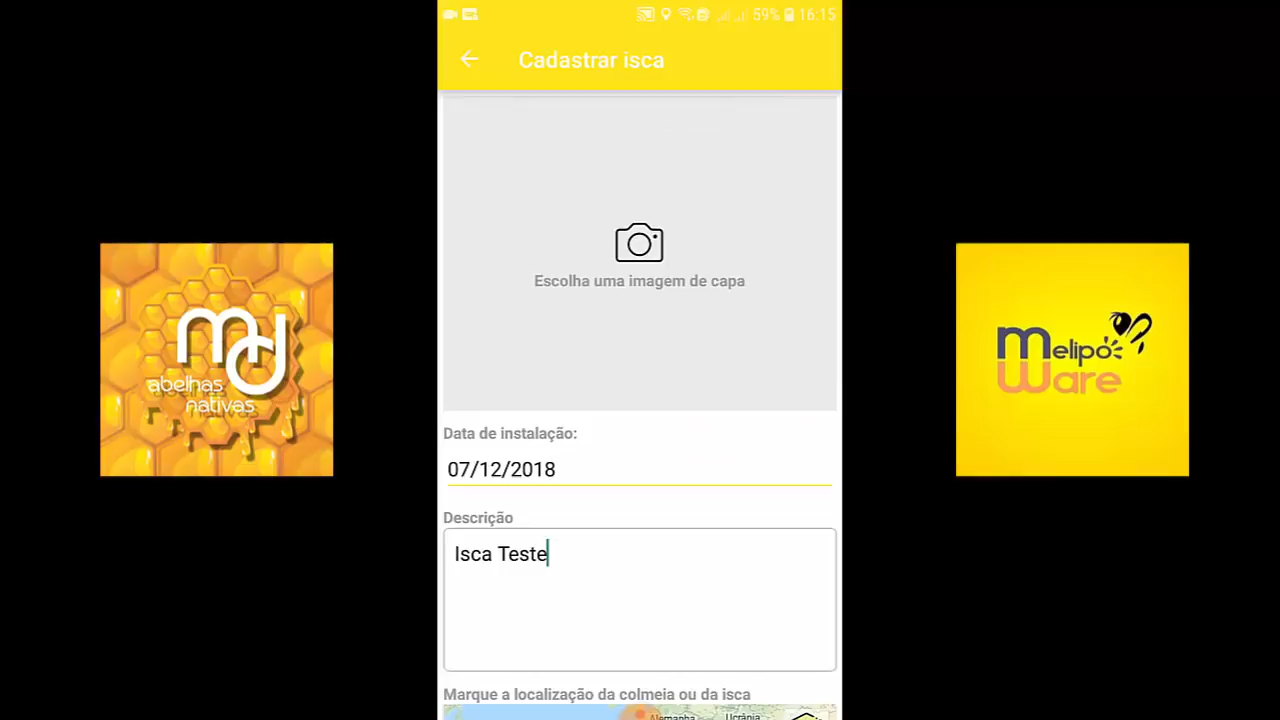 59% 16:15
Cadastrar isca
Escolha uma imagem de capa
Data de instalação:
07/12/2018
Descrição
Isca Teste
Marque a localização da colmeia ou da isca
Alemanha Ucrânia
md
abelhas
nativas
melipo
ware